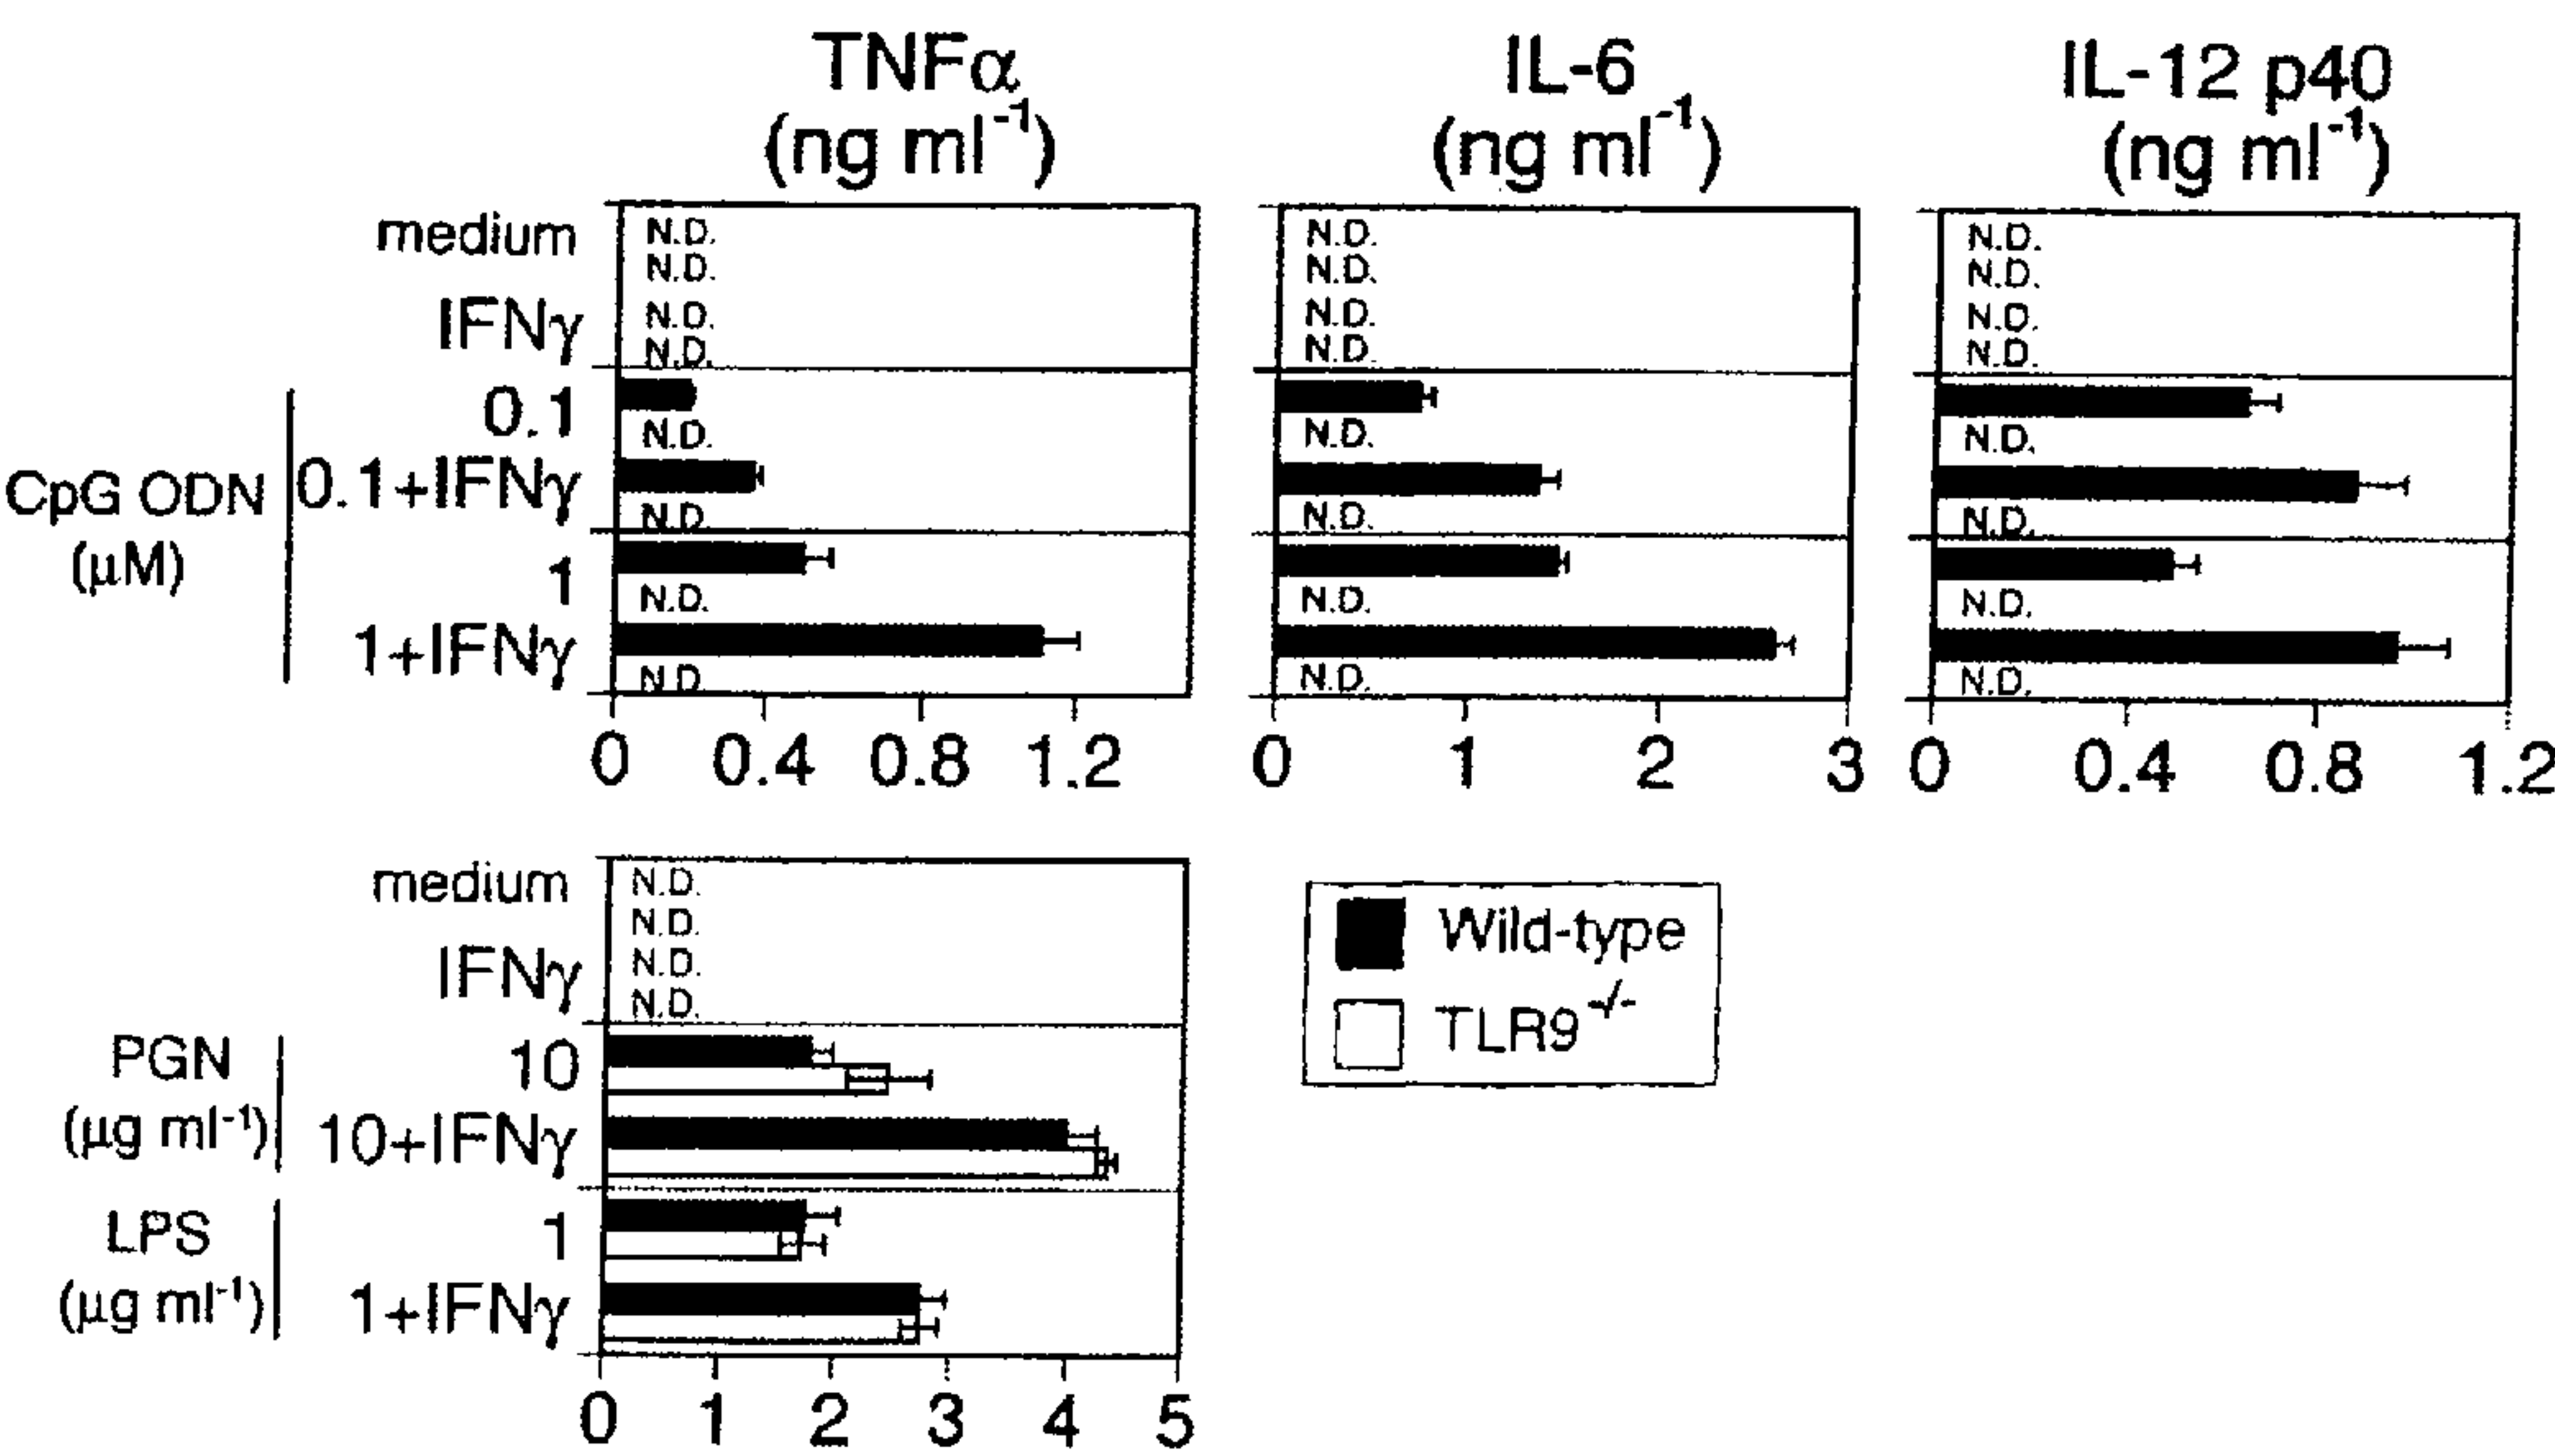 TNFα
(ng ml⁻¹)
IL-6
(ng ml⁻¹)
IL-12 p40
(ng ml⁻¹)
medium
N.D.
N.D.
N.D.
N.D.
N.D.
N.D.
IFNγ
N.D.
N.D.
N.D.
N.D.
N.D.
N.D.
CpG ODN
(μM)
0.1
N.D.
N.D.
N.D.
0.1+IFNγ
N.D.
N.D.
N.D.
1
N.D.
N.D.
N.D.
1+IFNγ
N.D.
N.D.
N.D.
0 0.4 0.8 1.2
0 1 2 3
0 0.4 0.8 1.2
medium
N.D.
N.D.
IFNγ
N.D.
N.D.
PGN
(μg ml⁻¹)
10
10+IFNγ
LPS
(μg ml⁻¹)
1
1+IFNγ
0 1 2 3 4 5
Wild-type
TLR9⁻/⁻